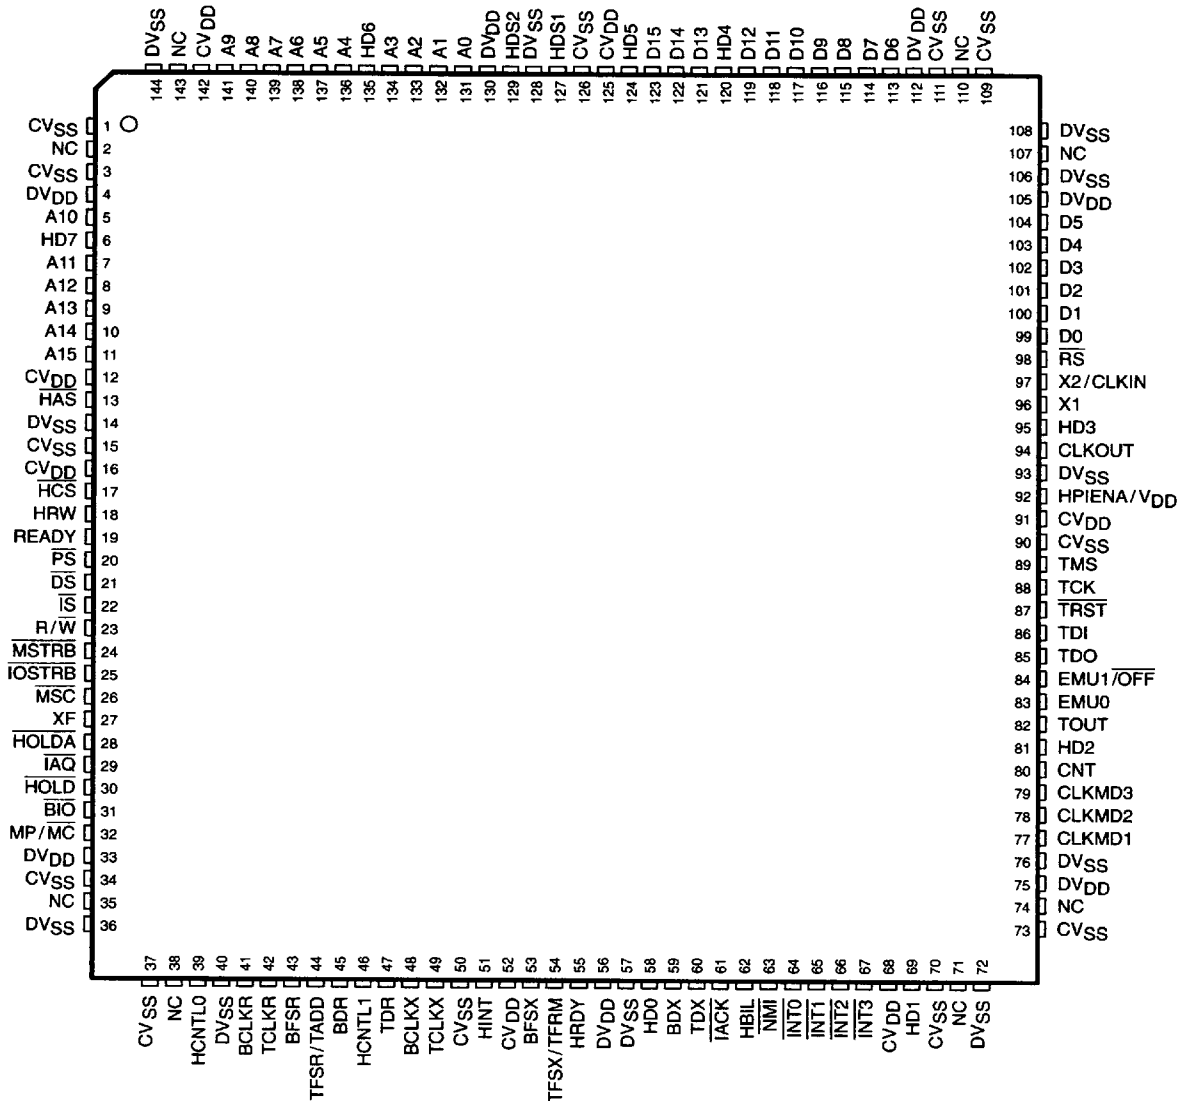 DVSS NC CVDD A9 A8 A7 A6 A5 A4 HD6 A3 A2 A1 A0 DVDD HDS2 DVSS HDS1 CVSS CVDD HD5 D15 D14 D13 HD4 D12 D11 D10 D9 D8 D7 D6 DVDD CVSS NC CVSS
144 143 142 141 140 139 138 137 136 135 134 133 132 131 130 129 128 127 126 125 124 123 122 121 120 119 118 117 116 115 114 113 112 111 110 109
CVSS 1
NC 2
CVSS 3
DVDD 4
A10 5
HD7 6
A11 7
A12 8
A13 9
A14 10
A15 11
CVDD 12
HAS 13
DVSS 14
CVSS 15
CVDD 16
HCS 17
HRW 18
READY 19
PS 20
DS 21
IS 22
R/W 23
MSTRB 24
IOSTRB 25
MSC 26
XF 27
HOLDA 28
IAQ 29
HOLD 30
BIO 31
MP/MC 32
DVDD 33
CVSS 34
NC 35
DVSS 36
108 DVSS
107 NC
106 DVSS
105 DVDD
104 D5
103 D4
102 D3
101 D2
100 D1
99 D0
98 RS
97 X2/CLKIN
96 X1
95 HD3
94 CLKOUT
93 DVSS
92 HPIENA/VDD
91 CVDD
90 CVSS
89 TMS
88 TCK
87 TRST
86 TDI
85 TDO
84 EMU1/OFF
83 EMU0
82 TOUT
81 HD2
80 CNT
79 CLKMD3
78 CLKMD2
77 CLKMD1
76 DVSS
75 DVDD
74 NC
73 CVSS
37 38 39 40 41 42 43 44 45 46 47 48 49 50 51 52 53 54 55 56 57 58 59 60 61 62 63 64 65 66 67 68 69 70 71 72
CVSS NC HCNTL0 DVSS BCLKR TCLKR BFSR TFSR/TADD BDR HCNTL1 TDR BCLKX TCLKX CVSS HINT CVDD BFSX TFSX/TFRM HRDY DVDD DVSS HD0 BDX TDX IACK HBIL NMI INT0 INT1 INT2 INT3 CVDD HD1 CVSS NC DVSS